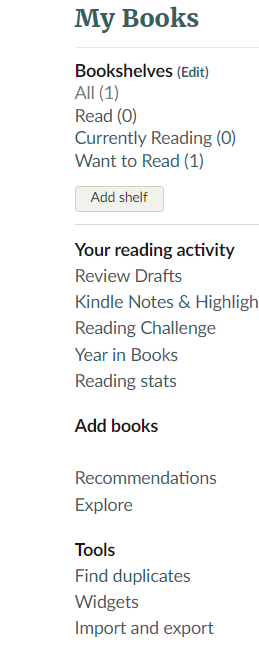 My Books
Bookshelves (Edit)
All (1)
Read (0)
Currently Reading (0)
Want to Read (1)
Add shelf
Your reading activity
Review Drafts
Kindle Notes & Highligh
Reading Challenge
Year in Books
Reading stats
Add books
Recommendations
Explore
Tools
Find duplicates
Widgets
Import and export